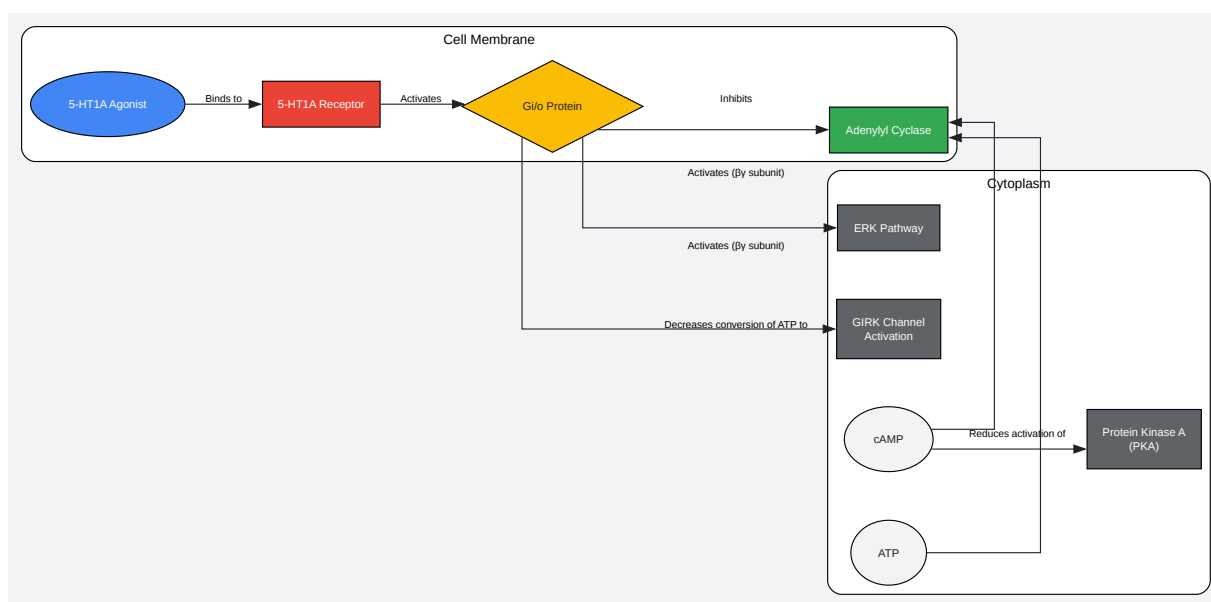 Cell Membrane
5-HT1A Agonist
Binds to
5-HT1A Receptor
Activates
Gi/o Protein
Inhibits
Adenylyl Cyclase
Activates (βγ subunit)
Cytoplasm
ERK Pathway
Activates (βγ subunit)
Decreases conversion of ATP to
GIRK Channel
Activation
cAMP
Reduces activation of
Protein Kinase A
(PKA)
ATP